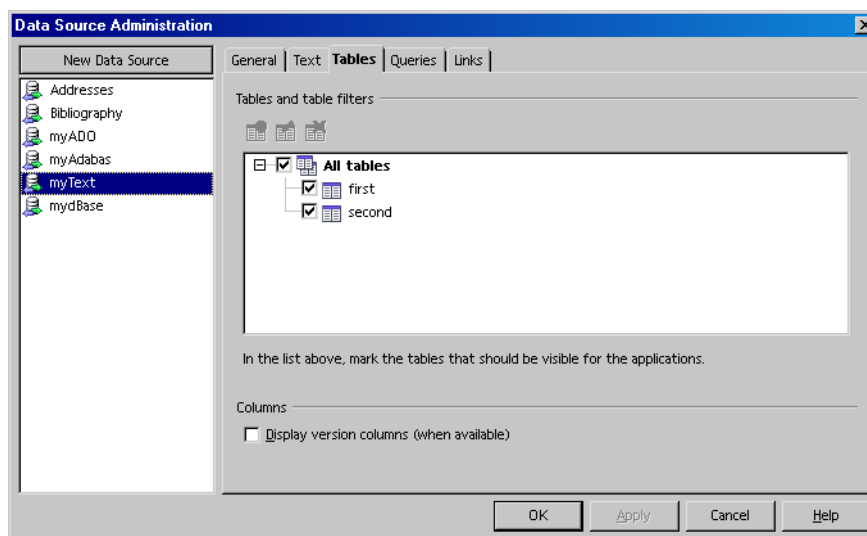 Data Source Administration
New Data Source
Addresses
Bibliography
myADO
myAdabas
myText
mydBase
General Text Tables Queries Links
Tables and table filters
All tables
first
second
In the list above, mark the tables that should be visible for the applications.
Columns
Display version columns (when available)
OK Apply Cancel Help